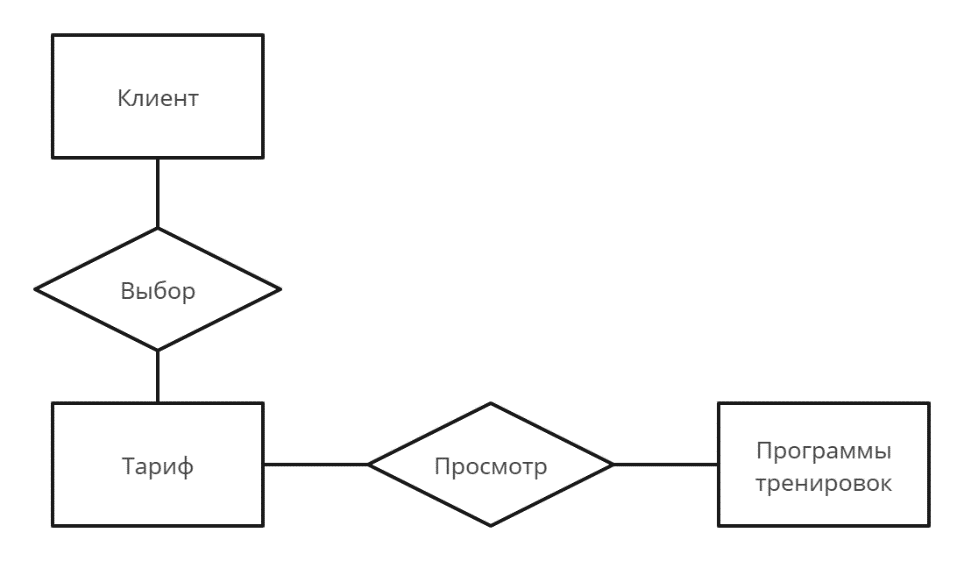 Клиент
Выбор
Тариф
Просмотр
Программы
тренировок